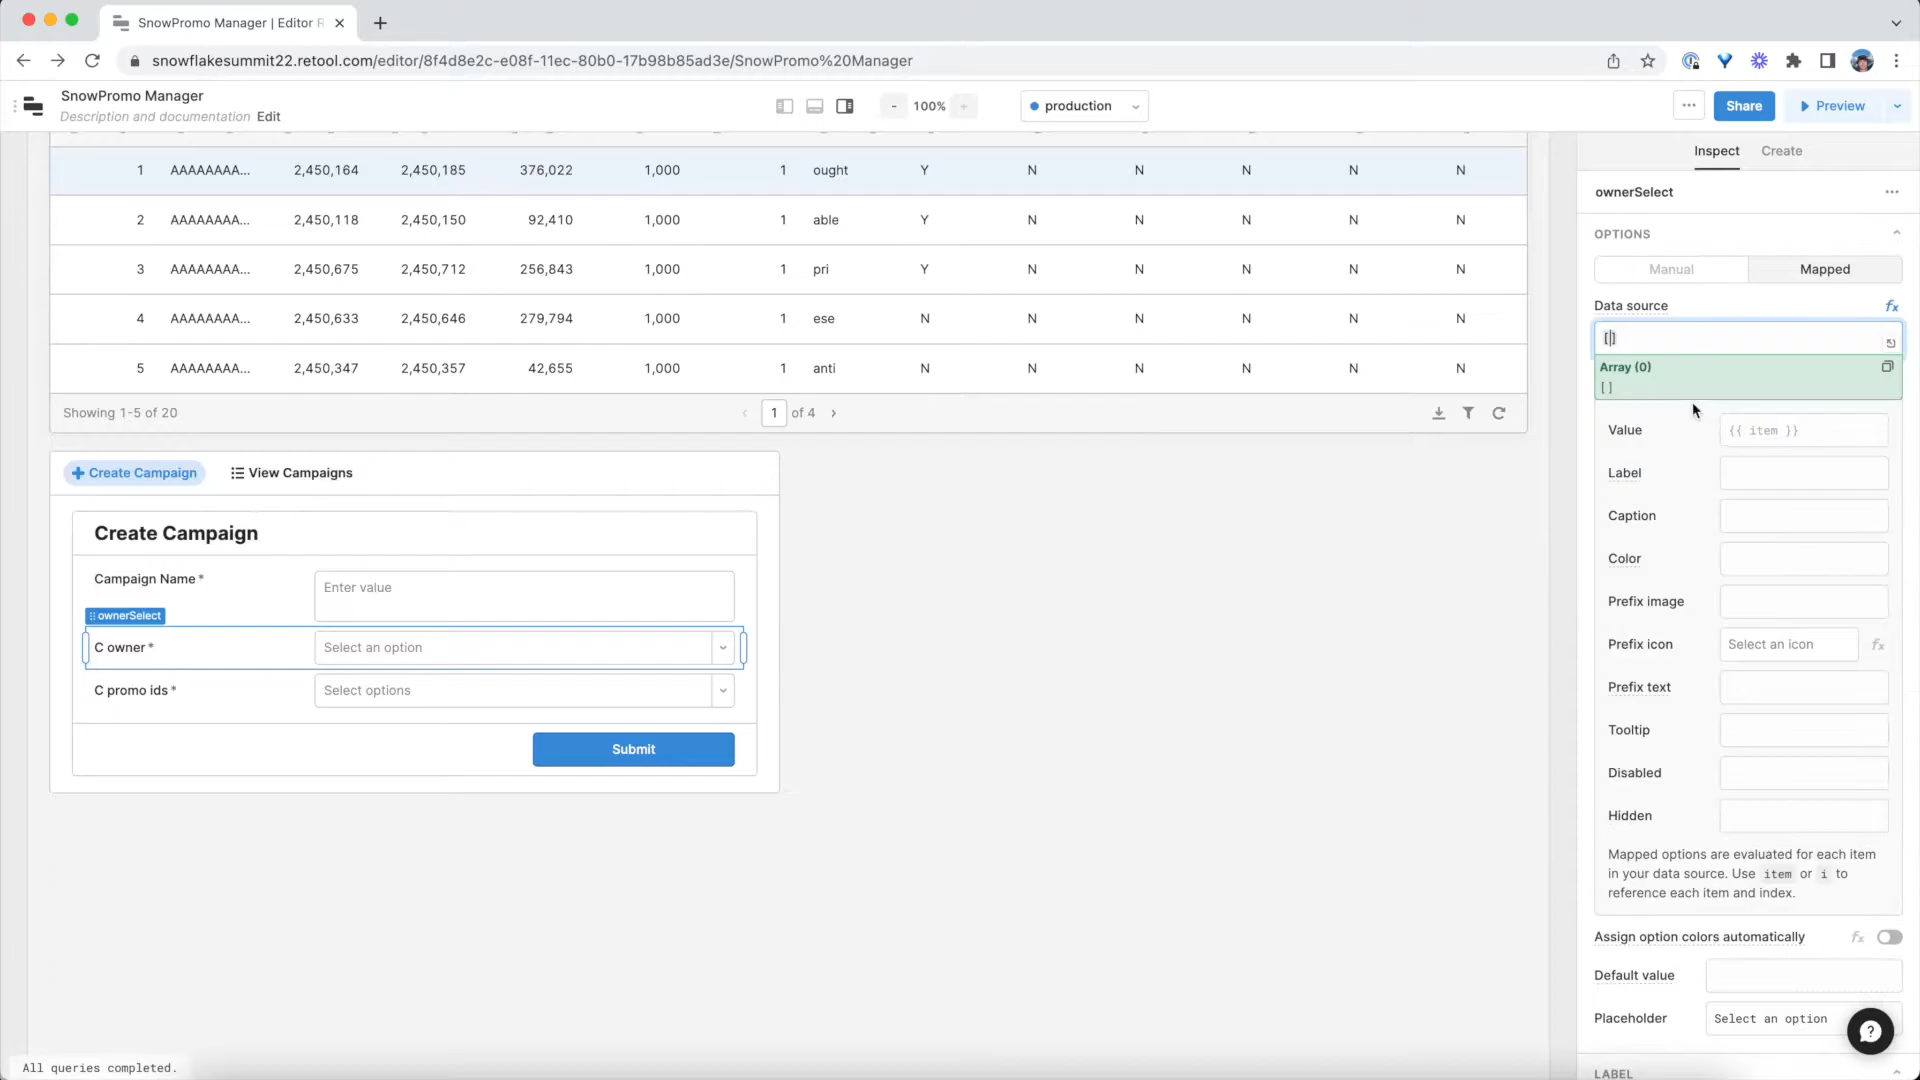 SnowPromo Manager | Editor R
snowflakesummit22.retool.com/editor/8f4d8e2c-e08f-11ec-80b0-17b98b85ad3e/SnowPromo%20Manager
SnowPromo Manager
Description and documentation Edit
- 100% +
production
Share
Preview
1 AAAAAAAA... 2,450,164 2,450,185 376,022 1,000 1 ought Y N N N N N
2 AAAAAAAA... 2,450,118 2,450,150 92,410 1,000 1 able Y N N N N N
3 AAAAAAAA... 2,450,675 2,450,712 256,843 1,000 1 pri Y N N N N N
4 AAAAAAAA... 2,450,633 2,450,646 279,794 1,000 1 ese N N N N N N
5 AAAAAAAA... 2,450,347 2,450,357 42,655 1,000 1 anti N N N N N N
Showing 1-5 of 20
1 of 4
Create Campaign View Campaigns
Create Campaign
Campaign Name *
Enter value
ownerSelect
C owner *
Select an option
C promo ids *
Select options
Submit
All queries completed.
Inspect Create
ownerSelect
OPTIONS
Manual Mapped
Data source fx
[]
Array (0)
[]
Value {{ item }}
Label
Caption
Color
Prefix image
Prefix icon Select an icon fx
Prefix text
Tooltip
Disabled
Hidden
Mapped options are evaluated for each item
in your data source. Use item or i to
reference each item and index.
Assign option colors automatically fx
Default value
Placeholder Select an option
LABEL